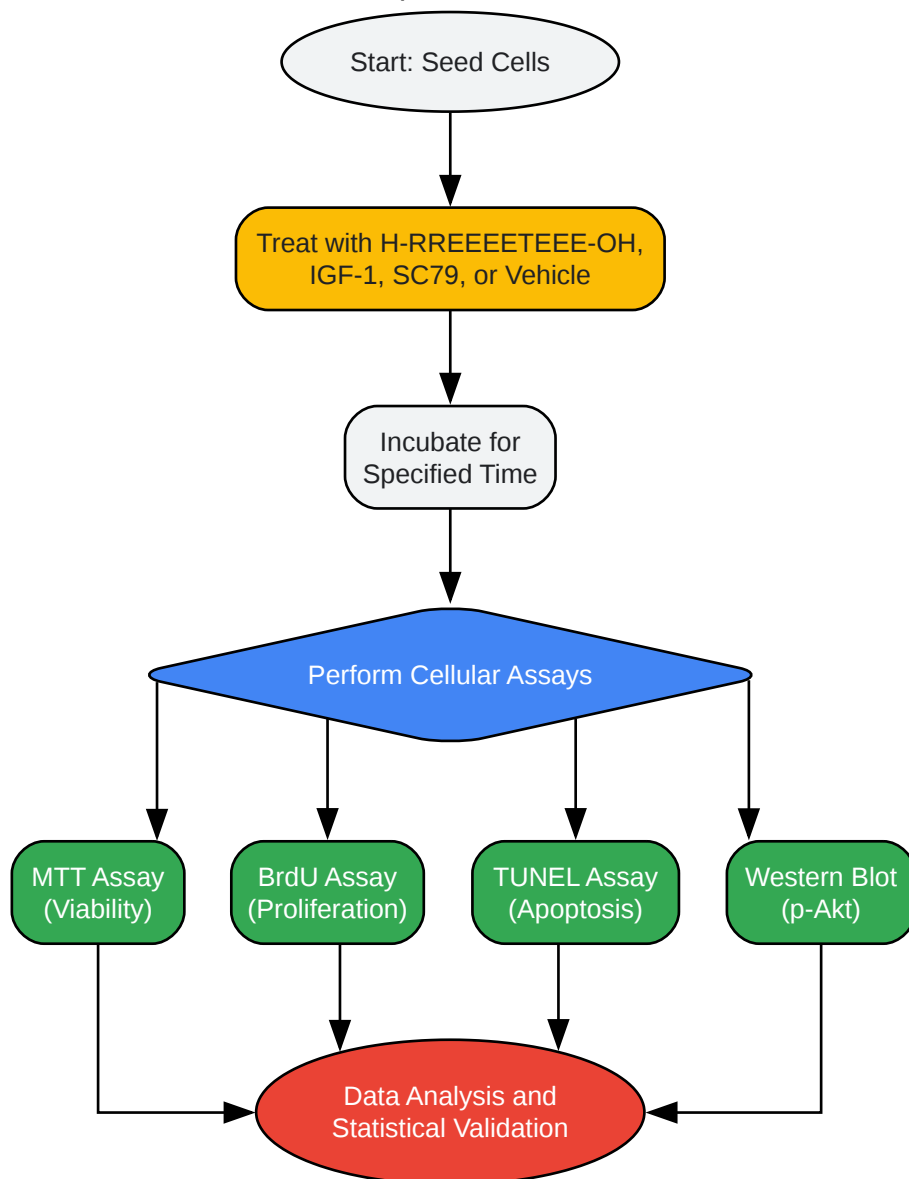 Start: Seed Cells
Treat with H-RREEEETEEE-OH,
IGF-1, SC79, or Vehicle
Incubate for
Specified Time
Perform Cellular Assays
MTT Assay
(Viability)
BrdU Assay
(Proliferation)
TUNEL Assay
(Apoptosis)
Western Blot
(p-Akt)
Data Analysis and
Statistical Validation